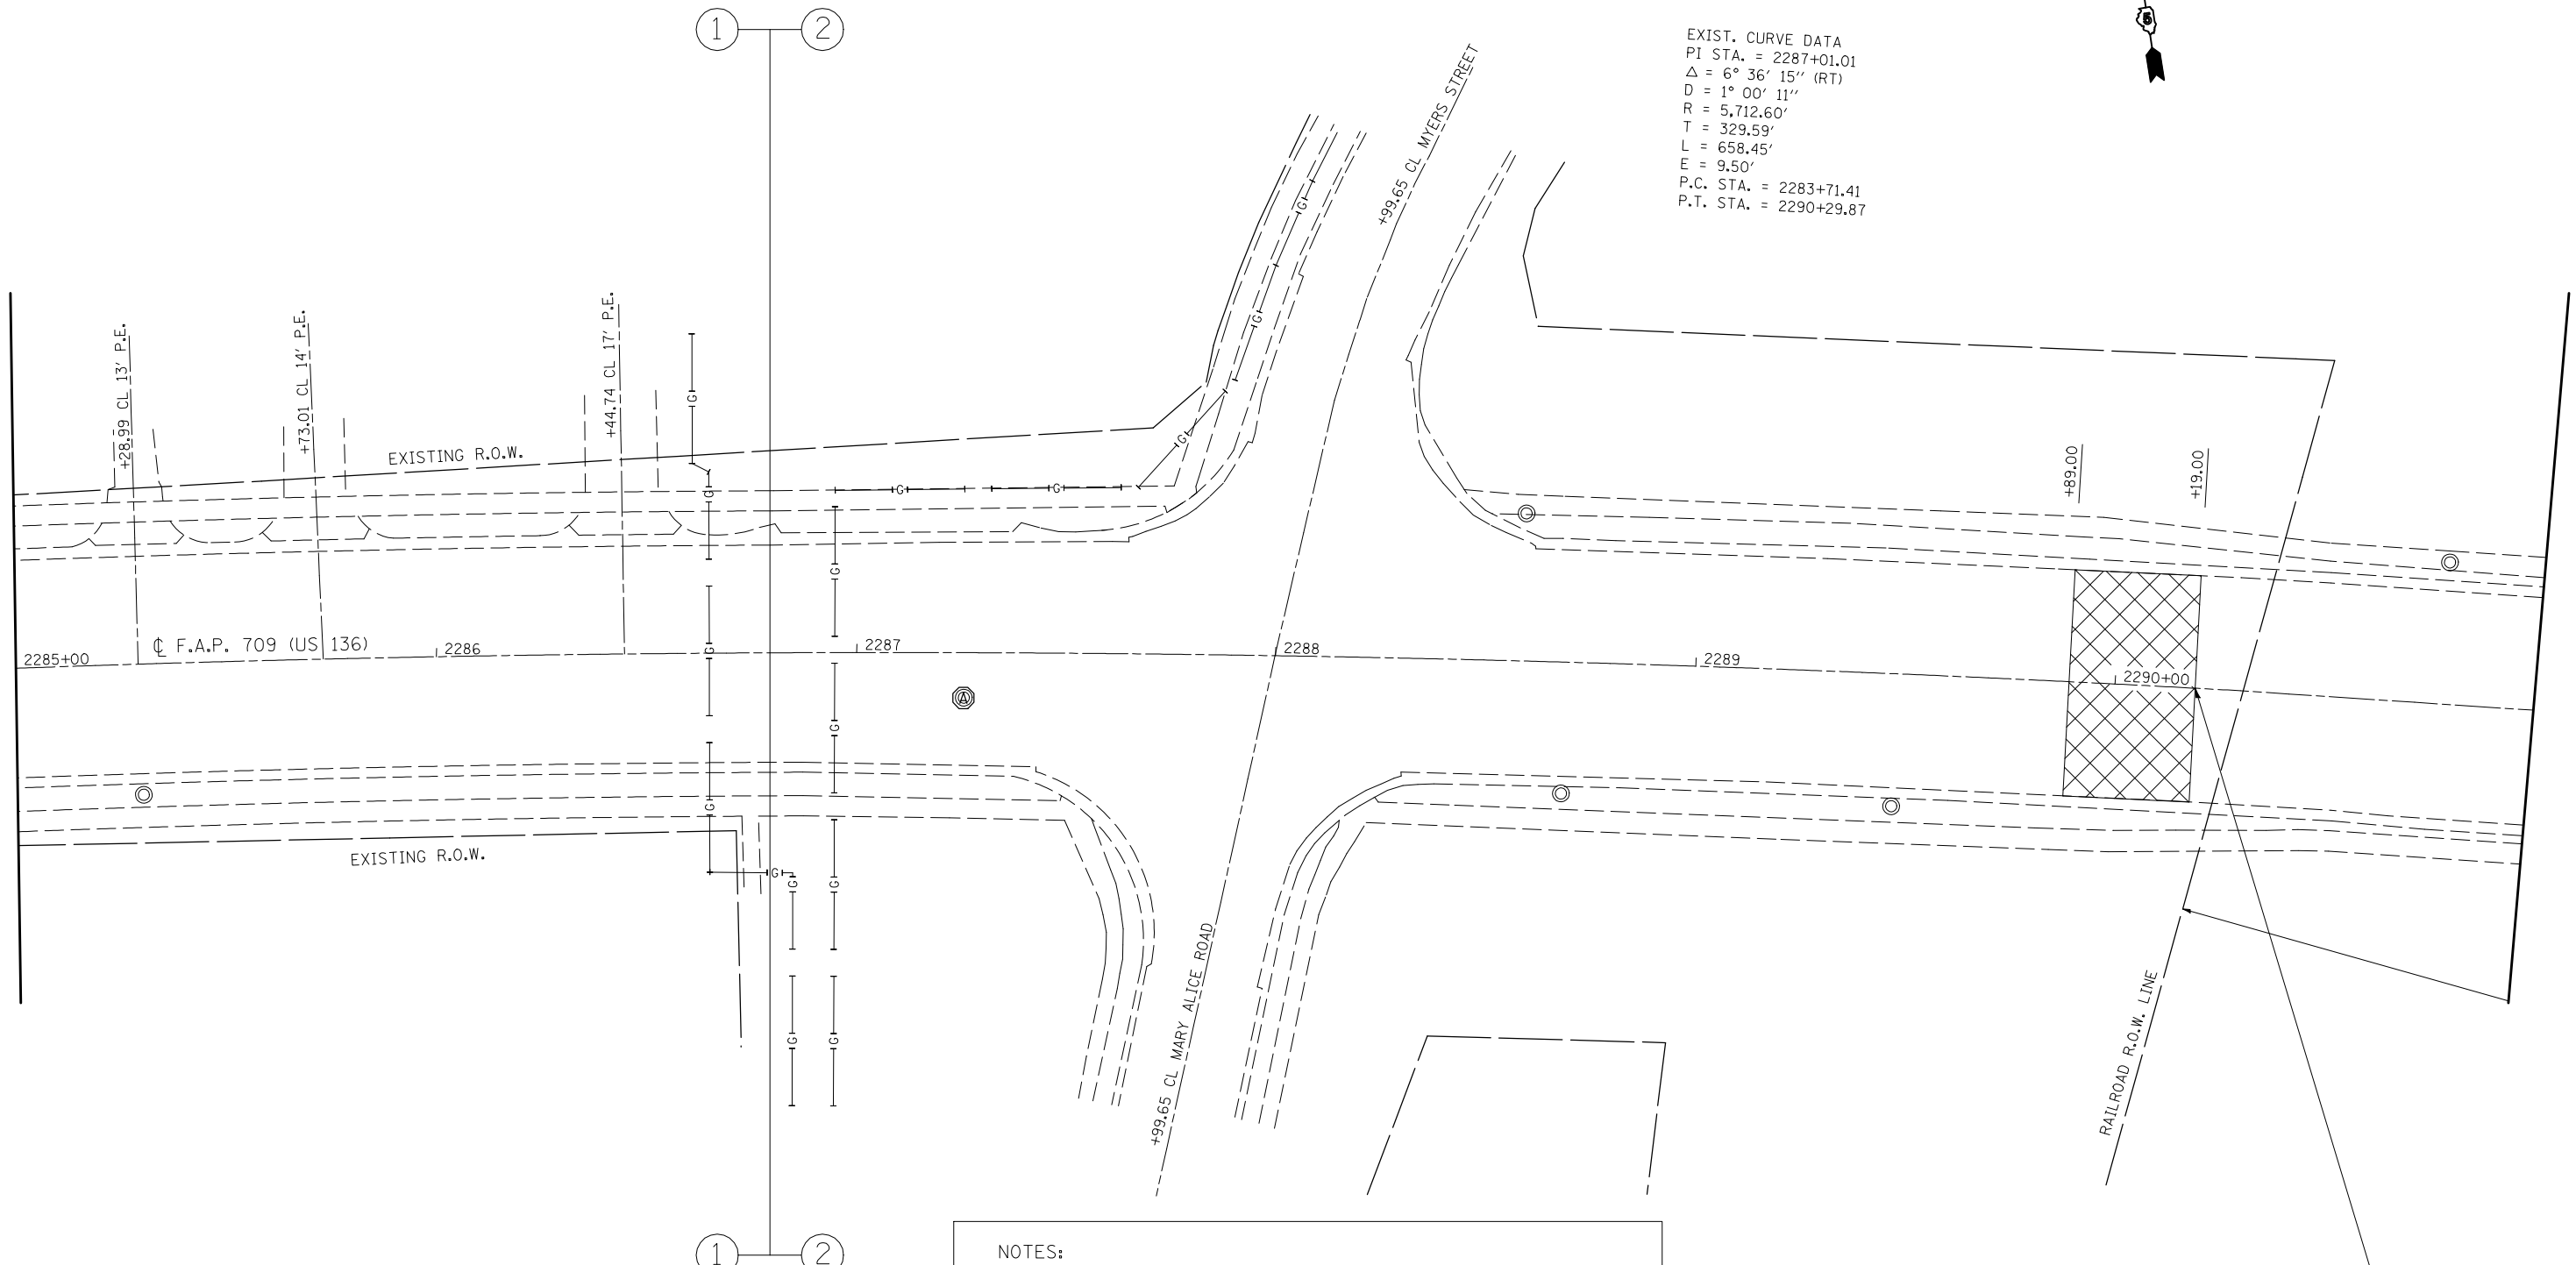 1
2
5
EXIST. CURVE DATA
PI STA. = 2287+01.01
Δ = 6° 36' 15'' (RT)
D = 1° 00' 11''
R = 5,712.60'
T = 329.59'
L = 658.45'
E = 9.50'
P.C. STA. = 2283+71.41
P.T. STA. = 2290+29.87
+99.65 CL MYERS STREET
+28.99 CL 13' P.E.
+73.01 CL 14' P.E.
+44.74 CL 17' P.E.
EXISTING R.O.W.
G
G
G
G
G
G
G
G
+89.00
+19.00
℄ F.A.P. 709 (US 136)
2285+00
2286
2287
2288
2289
2290+00
G
G
G
A
G
G
G
G
G
G
G
EXISTING R.O.W.
+99.65 CL MARY ALICE ROAD
RAILROAD R.O.W. LINE
1
2
NOTES: